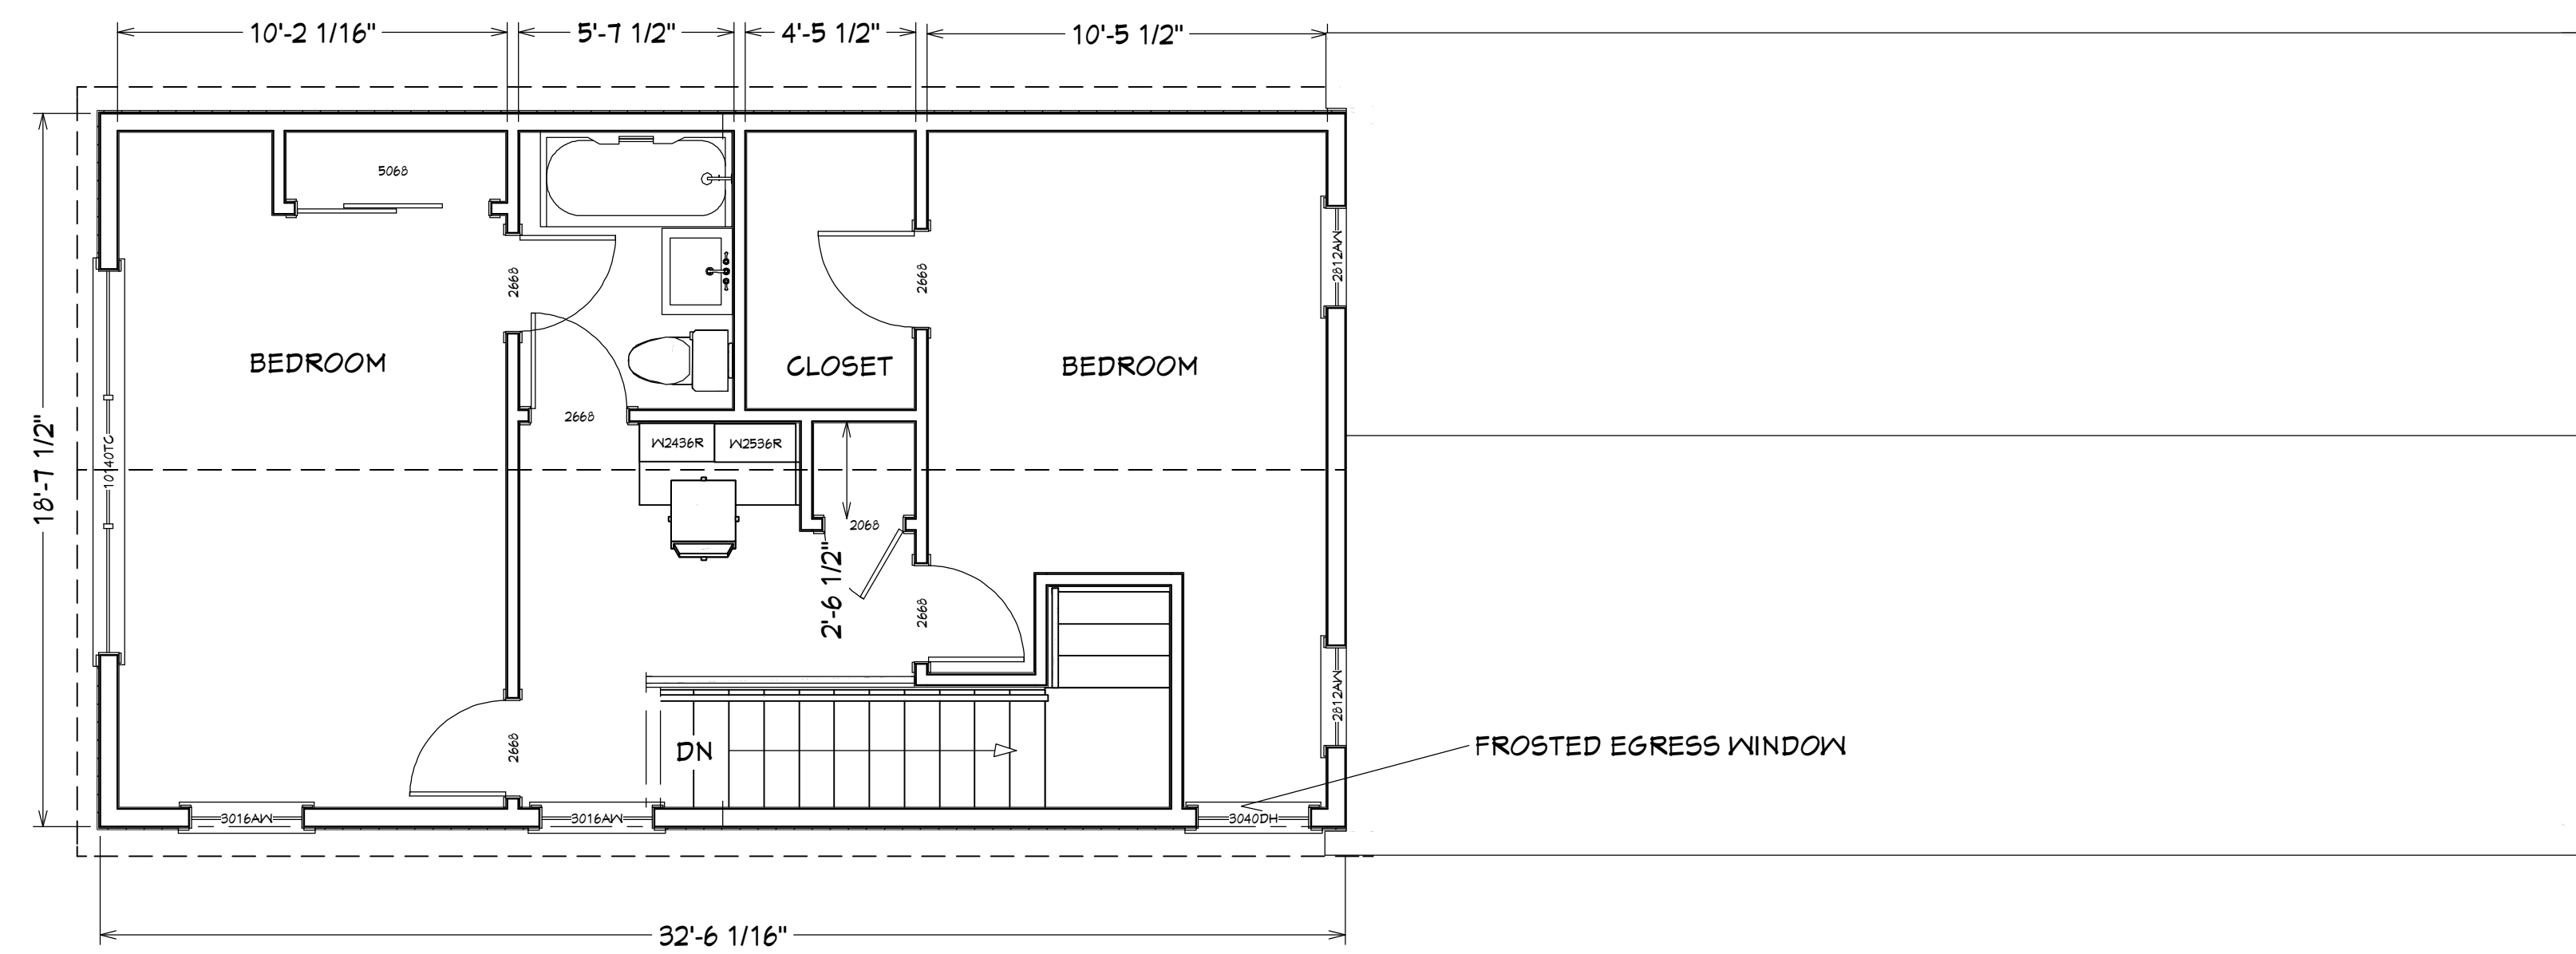 10'-2 1/16"
5'-7 1/2"
4'-5 1/2"
10'-5 1/2"
5068
2668
2668
2812AW
BEDROOM
CLOSET
BEDROOM
2668
W2436R
W2536R
10140TC
18'-7 1/2"
2068
2'-6 1/2"
2668
2812AW
2668
DN
FROSTED EGRESS WINDOW
3016AW
3016AW
3040DH
32'-6 1/16"